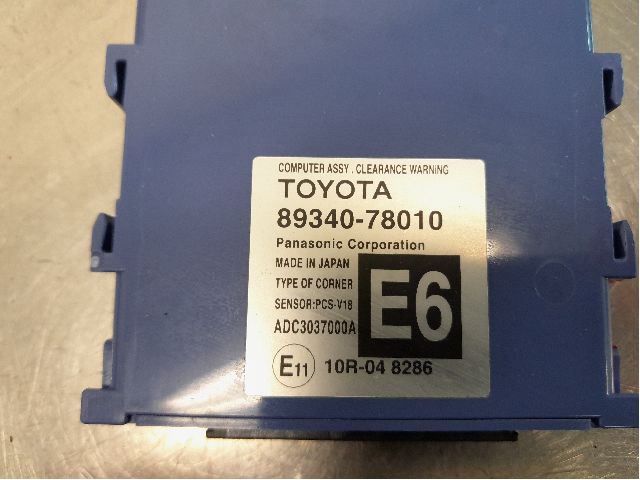 COMPUTER ASSY . CLEARANCE WARNING
TOYOTA
89340-78010
Panasonic Corporation
MADE IN JAPAN
TYPE OF CORNER
SENSOR:PCS-V18
ADC3037000A
E6
E11 10R-04 8286